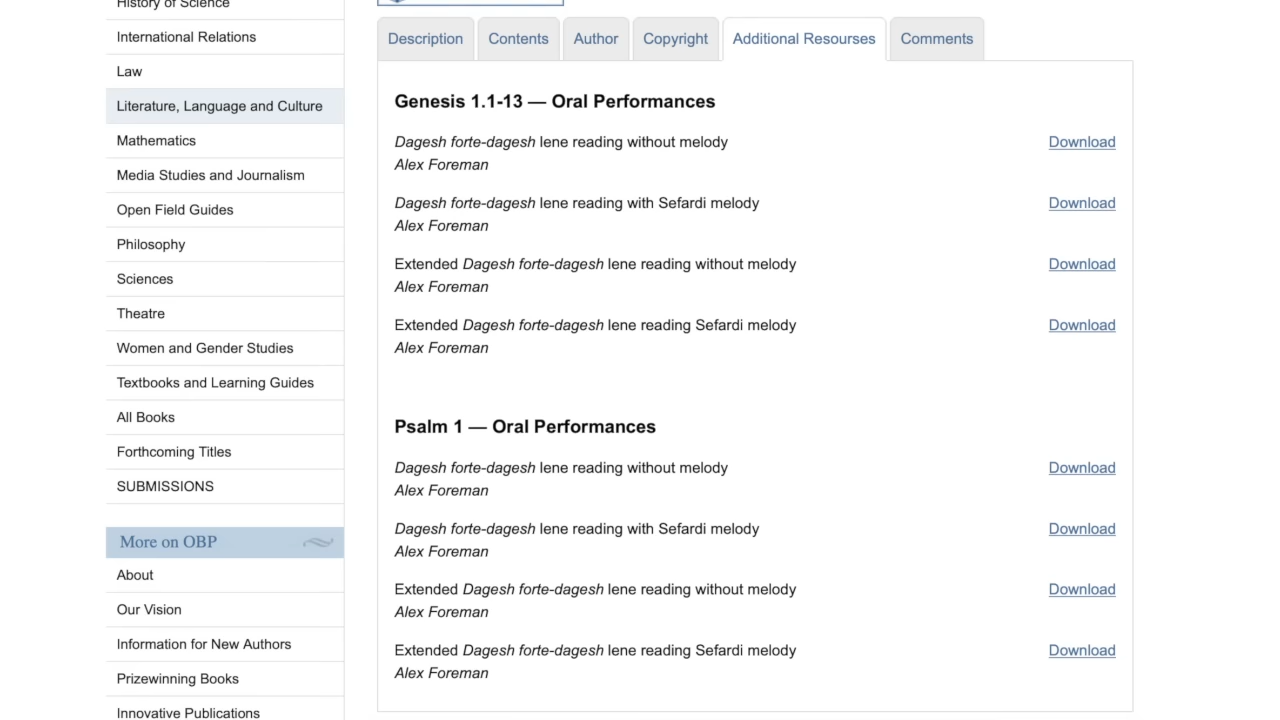 History of Science
International Relations
Law
Literature, Language and Culture
Mathematics
Media Studies and Journalism
Open Field Guides
Philosophy
Sciences
Theatre
Women and Gender Studies
Textbooks and Learning Guides
All Books
Forthcoming Titles
SUBMISSIONS
More on OBP
About
Our Vision
Information for New Authors
Prizewinning Books
Innovative Publications
Description Contents Author Copyright Additional Resourses Comments
Genesis 1.1-13 — Oral Performances
Dagesh forte-dagesh lene reading without melody Download
Alex Foreman
Dagesh forte-dagesh lene reading with Sefardi melody Download
Alex Foreman
Extended Dagesh forte-dagesh lene reading without melody Download
Alex Foreman
Extended Dagesh forte-dagesh lene reading Sefardi melody Download
Alex Foreman
Psalm 1 — Oral Performances
Dagesh forte-dagesh lene reading without melody Download
Alex Foreman
Dagesh forte-dagesh lene reading with Sefardi melody Download
Alex Foreman
Extended Dagesh forte-dagesh lene reading without melody Download
Alex Foreman
Extended Dagesh forte-dagesh lene reading Sefardi melody Download
Alex Foreman